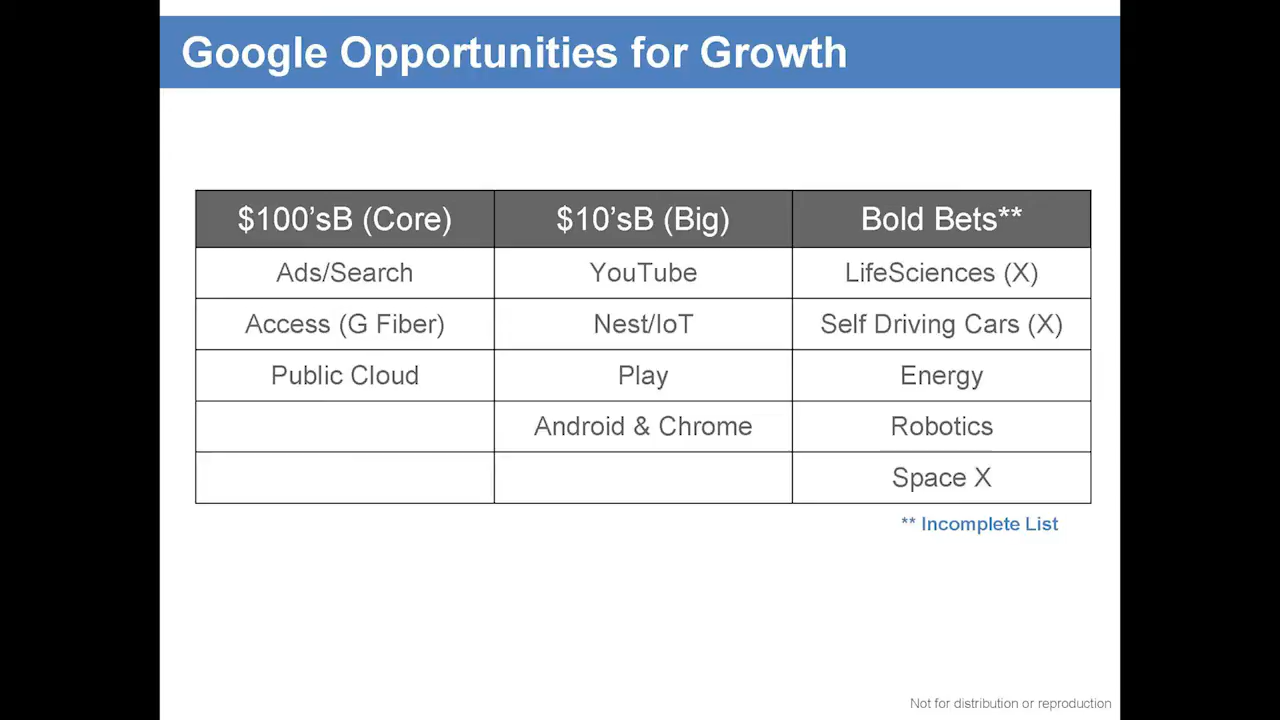 Google Opportunities for Growth
$100'sB (Core) $10'sB (Big) Bold Bets**
Ads/Search YouTube LifeSciences (X)
Access (G Fiber) Nest/IoT Self Driving Cars (X)
Public Cloud Play Energy
Android & Chrome Robotics
Space X
** Incomplete List
Not for distribution or reproduction